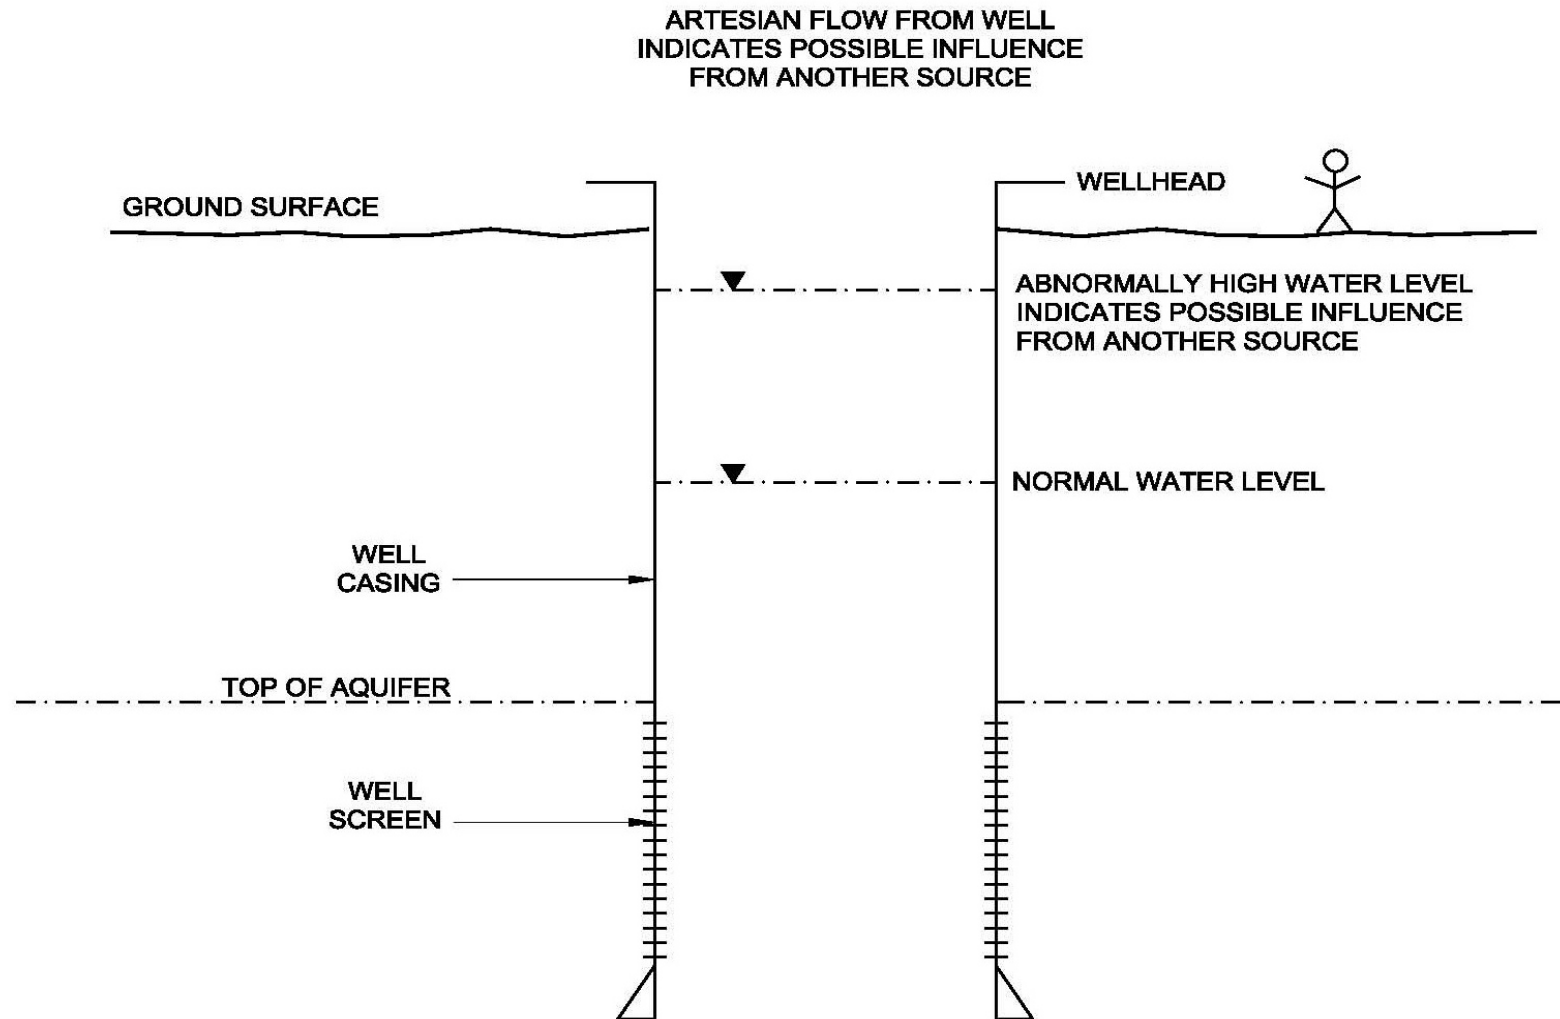 ARTESIAN FLOW FROM WELL
INDICATES POSSIBLE INFLUENCE
FROM ANOTHER SOURCE
WELLHEAD
GROUND SURFACE
ABNORMALLY HIGH WATER LEVEL
INDICATES POSSIBLE INFLUENCE
FROM ANOTHER SOURCE
NORMAL WATER LEVEL
WELL
CASING
TOP OF AQUIFER
WELL
SCREEN